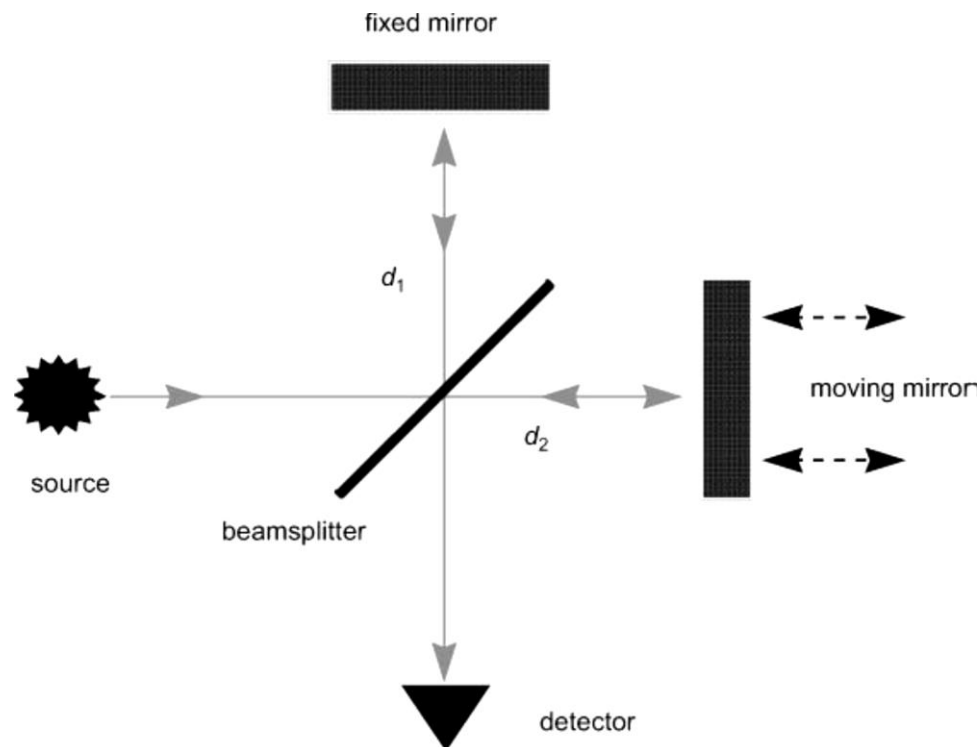 fixed mirror
d1
moving mirror
d2
source
beamsplitter
detector